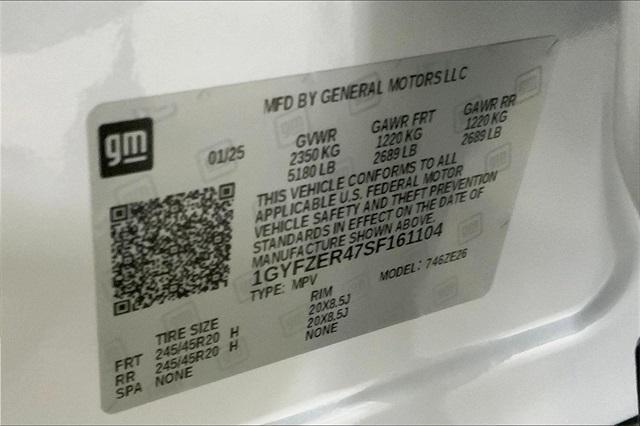 MFD BY GENERAL MOTORS LLC
gm
01/25
GVWR GAWR FRT GAWR RR
2350 KG 1220 KG 1220 KG
5180 LB 2689 LB 2689 LB
THIS VEHICLE CONFORMS TO ALL
APPLICABLE U.S. FEDERAL MOTOR
VEHICLE SAFETY AND THEFT PREVENTION
STANDARDS IN EFFECT ON THE DATE OF
MANUFACTURE SHOWN ABOVE.
1GYFZER47SF161104
TYPE: MPV MODEL: 746ZE26
TIRE SIZE RIM
FRT 245/45R20 H 20X8.5J
RR 245/45R20 H 20X8.5J
SPA NONE NONE